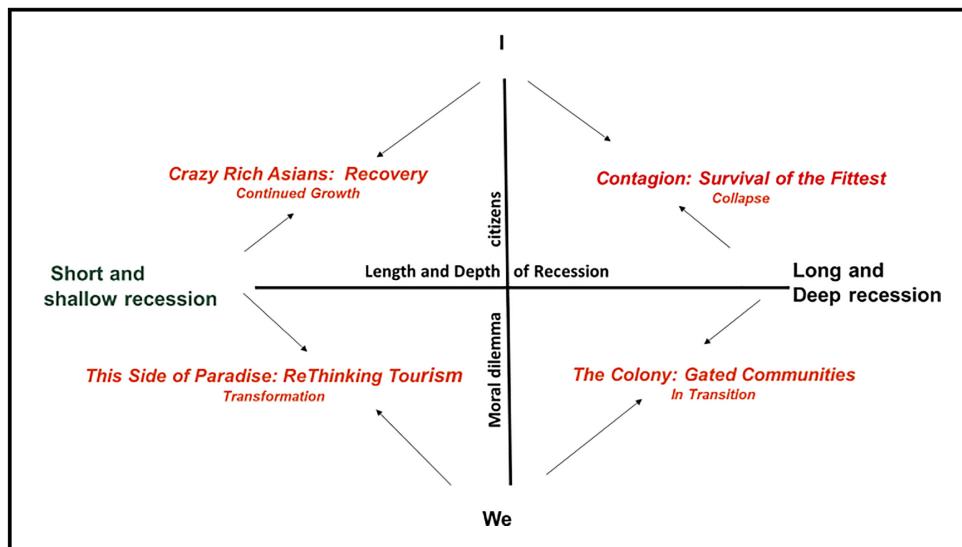 I
Crazy Rich Asians: Recovery
Continued Growth
Contagion: Survival of the Fittest
Collapse
citizens
Length and Depth of Recession
Short and
shallow recession
Long and
Deep recession
Moral dilemma
This Side of Paradise: ReThinking Tourism
Transformation
The Colony: Gated Communities
In Transition
We